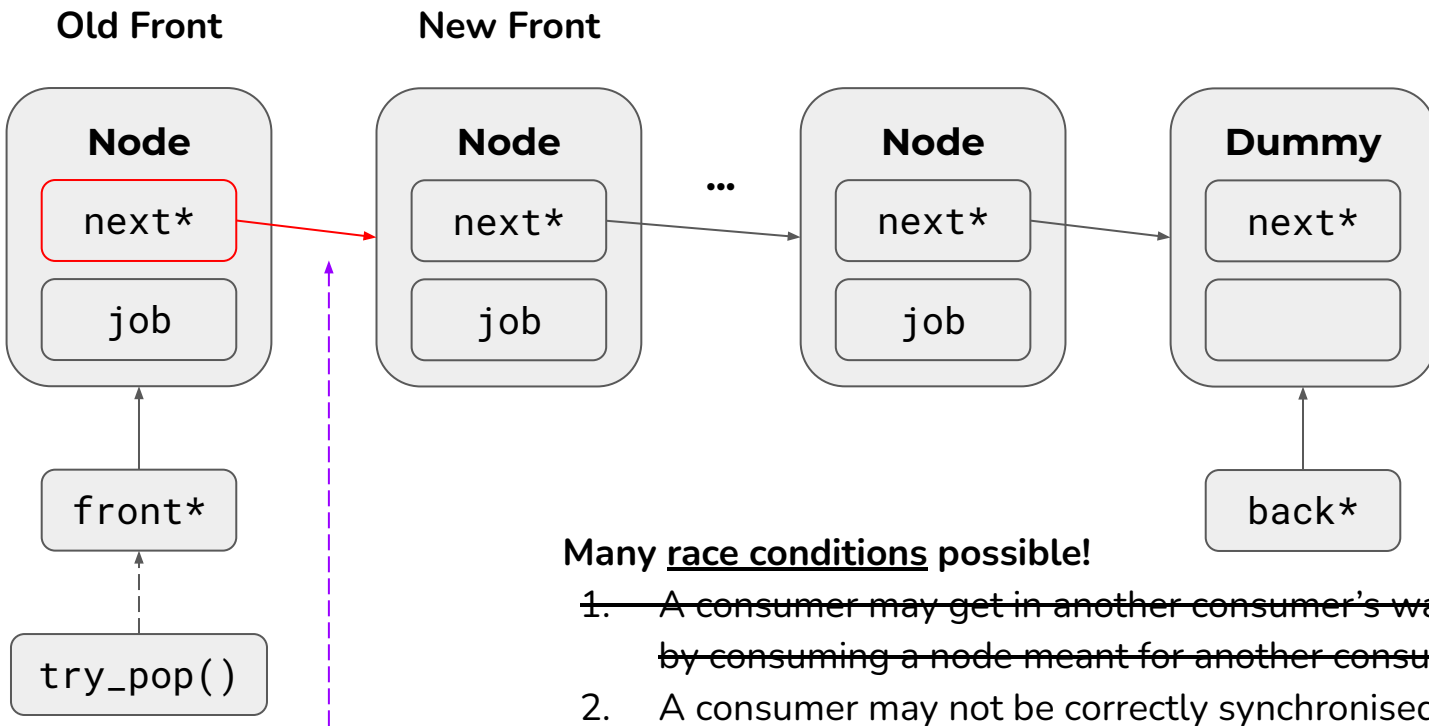 Old Front
New Front
Node
Node
Node
Dummy
next*
next*
...
next*
next*
job
job
job
front*
back*
Many race conditions possible!
1. A consumer may get in another consumer's
by consuming a node meant for another
try_pop()
2. A consumer may not be correctly synchronised